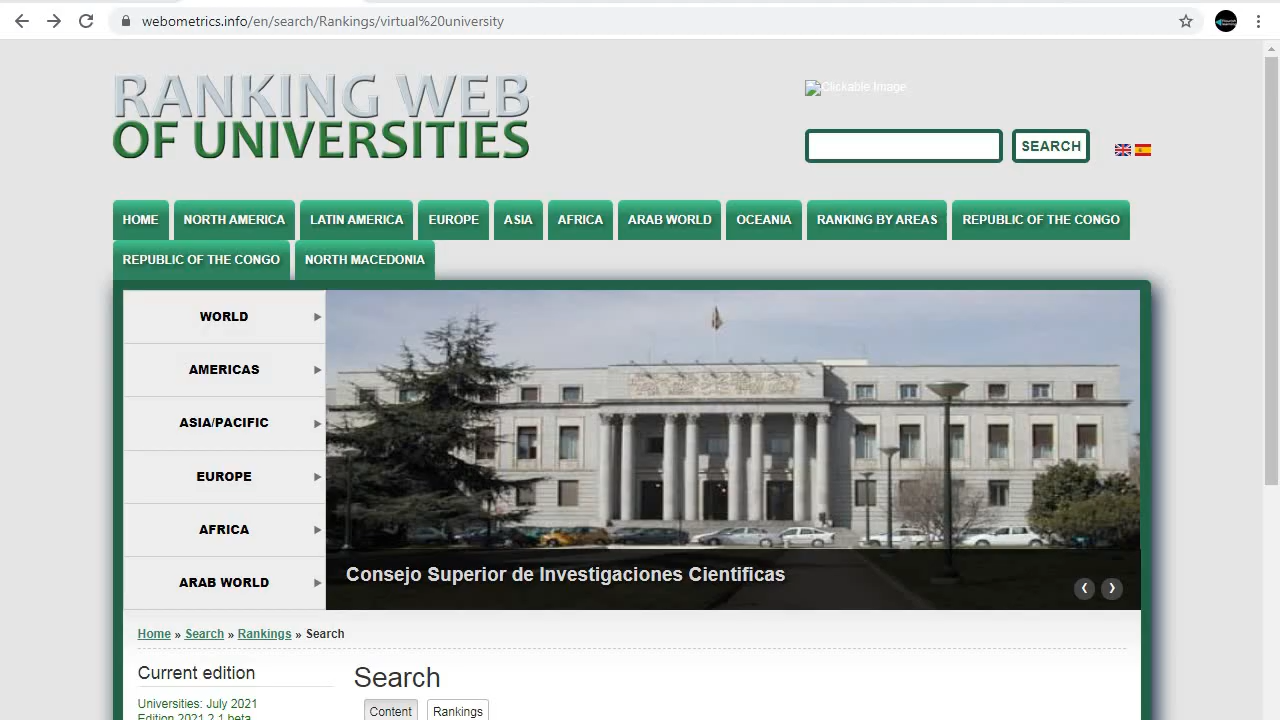 webometrics.info/en/search/Rankings/virtual%20university
RANKING WEB
OF UNIVERSITIES
Clickable Image
SEARCH
HOME NORTH AMERICA LATIN AMERICA EUROPE ASIA AFRICA ARAB WORLD OCEANIA RANKING BY AREAS REPUBLIC OF THE CONGO
REPUBLIC OF THE CONGO NORTH MACEDONIA
WORLD
AMERICAS
ASIA/PACIFIC
EUROPE
AFRICA
ARAB WORLD
Consejo Superior de Investigaciones Cientificas
Home » Search » Rankings » Search
Current edition
Search
Universities: July 2021
Edition 2021.2.1 beta
Content Rankings